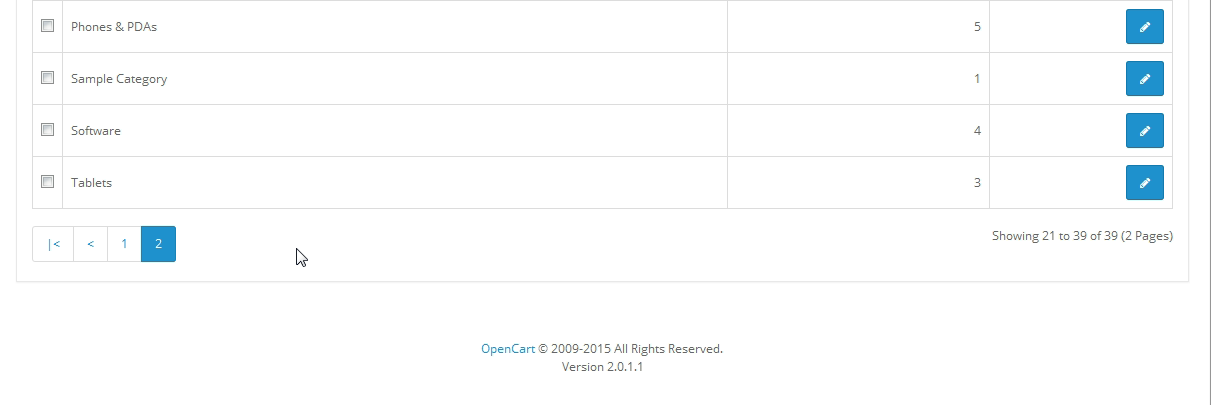 Phones & PDAs 5
Sample Category 1
Software 4
Tablets 3
|< < 1 2
Showing 21 to 39 of 39 (2 Pages)
OpenCart © 2009-2015 All Rights Reserved.
Version 2.0.1.1